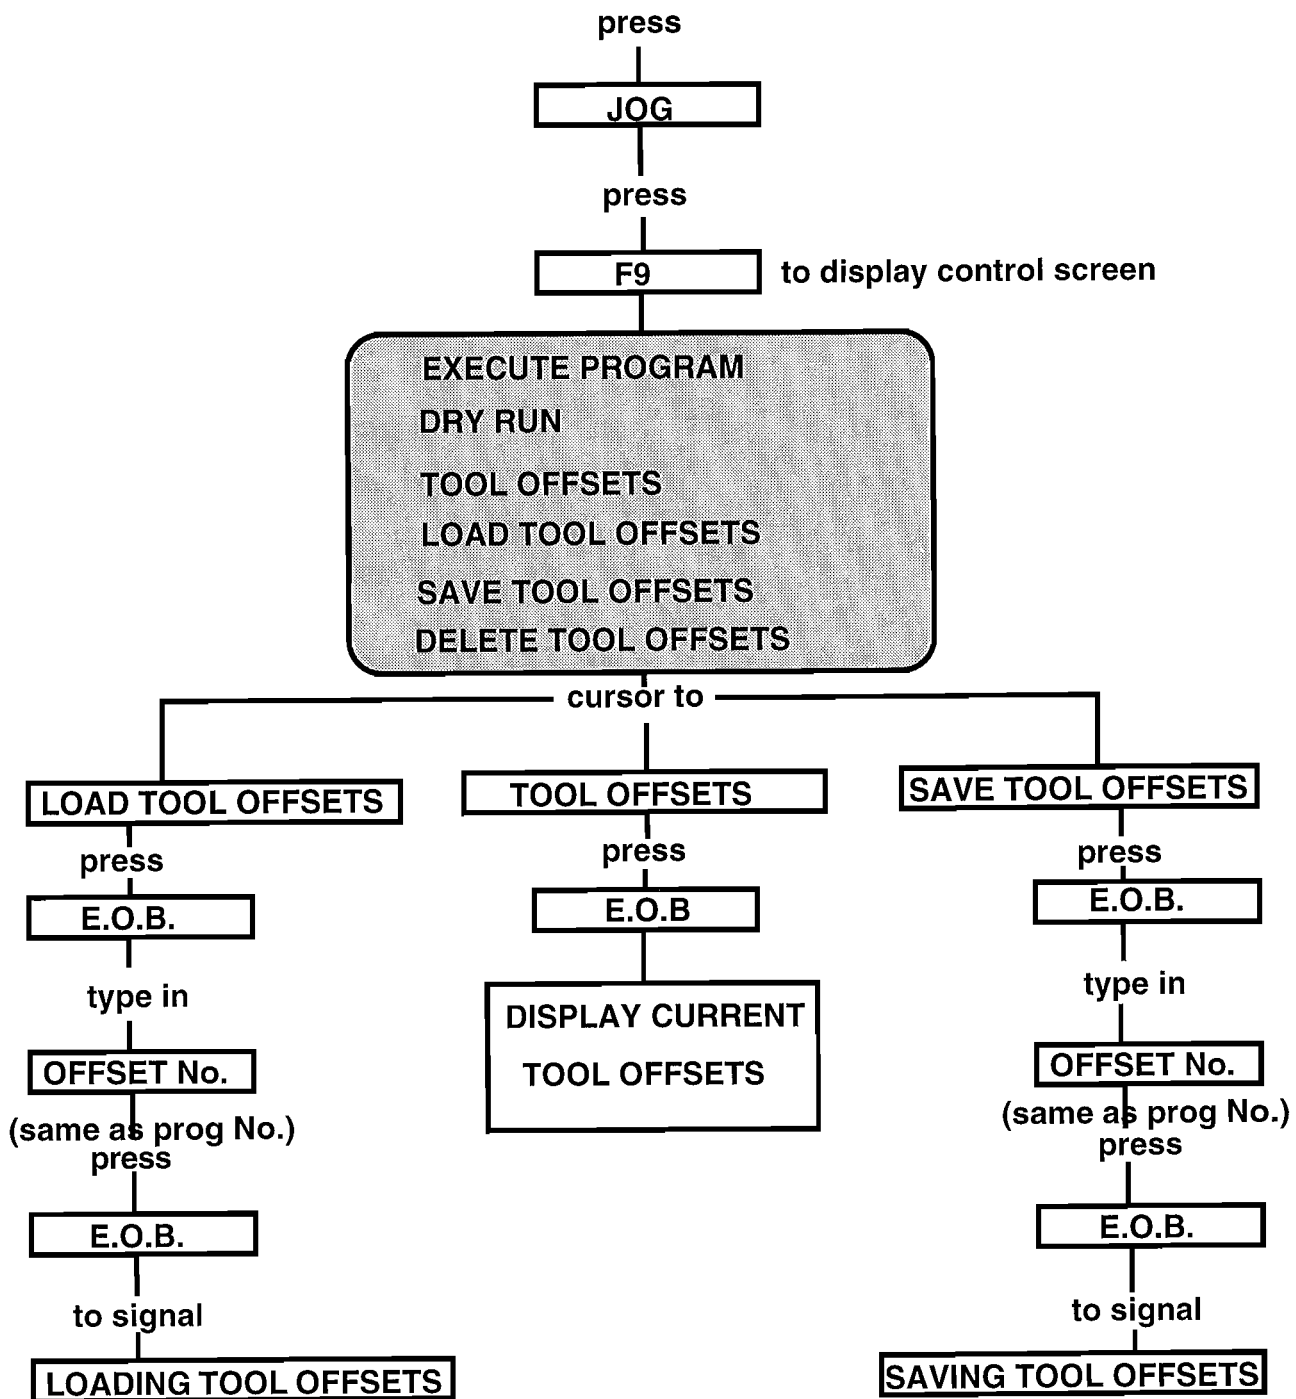 press
JOG
press
F9
to display control screen
EXECUTE PROGRAM
DRY RUN
TOOL OFFSETS
LOAD TOOL OFFSETS
SAVE TOOL OFFSETS
DELETE TOOL OFFSETS
cursor to
LOAD TOOL OFFSETS
press
E.O.B.
type in
OFFSET No.
(same as prog No.)
press
E.O.B.
to signal
LOADING TOOL OFFSETS
TOOL OFFSETS
press
E.O.B
DISPLAY CURRENT
TOOL OFFSETS
SAVE TOOL OFFSETS
press
E.O.B.
type in
OFFSET No.
(same as prog No.)
press
E.O.B.
to signal
SAVING TOOL OFFSETS